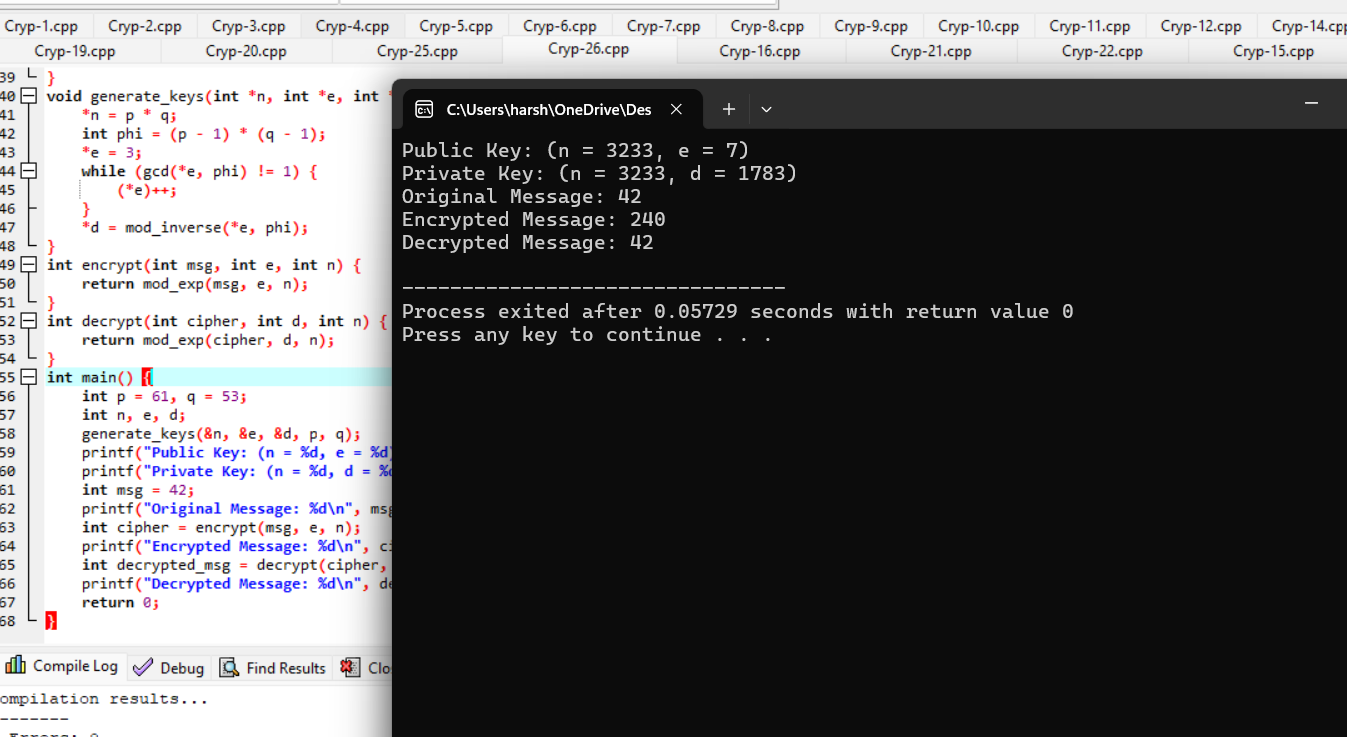 Cryp-1.cpp Cryp-2.cpp Cryp-3.cpp Cryp-4.cpp Cryp-5.cpp Cryp-6.cpp Cryp-7.cpp Cryp-8.cpp Cryp-9.cpp Cryp-10.cpp Cryp-11.cpp Cryp-12.cpp Cryp-14.cpp
Cryp-19.cpp Cryp-20.cpp Cryp-25.cpp Cryp-26.cpp Cryp-16.cpp Cryp-21.cpp Cryp-22.cpp Cryp-15.cpp
39 }
40 void generate_keys(int *n, int *e, int *
41 *n = p * q;
42 int phi = (p - 1) * (q - 1);
43 *e = 3;
44 while (gcd(*e, phi) != 1) {
45 (*e)++;
46 }
47 *d = mod_inverse(*e, phi);
48 }
49 int encrypt(int msg, int e, int n) {
50 return mod_exp(msg, e, n);
51 }
52 int decrypt(int cipher, int d, int n) {
53 return mod_exp(cipher, d, n);
54 }
55 int main() {
56 int p = 61, q = 53;
57 int n, e, d;
58 generate_keys(&n, &e, &d, p, q);
59 printf("Public Key: (n = %d, e = %d)
60 printf("Private Key: (n = %d, d = %d
61 int msg = 42;
62 printf("Original Message: %d\n", msg
63 int cipher = encrypt(msg, e, n);
64 printf("Encrypted Message: %d\n", ci
65 int decrypted_msg = decrypt(cipher,
66 printf("Decrypted Message: %d\n", de
67 return 0;
68 }
Compile Log Debug Find Results Clo
ompilation results...
-------
C:\Users\harsh\OneDrive\Des
Public Key: (n = 3233, e = 7)
Private Key: (n = 3233, d = 1783)
Original Message: 42
Encrypted Message: 240
Decrypted Message: 42
--------------------------------
Process exited after 0.05729 seconds with return value 0
Press any key to continue . . .